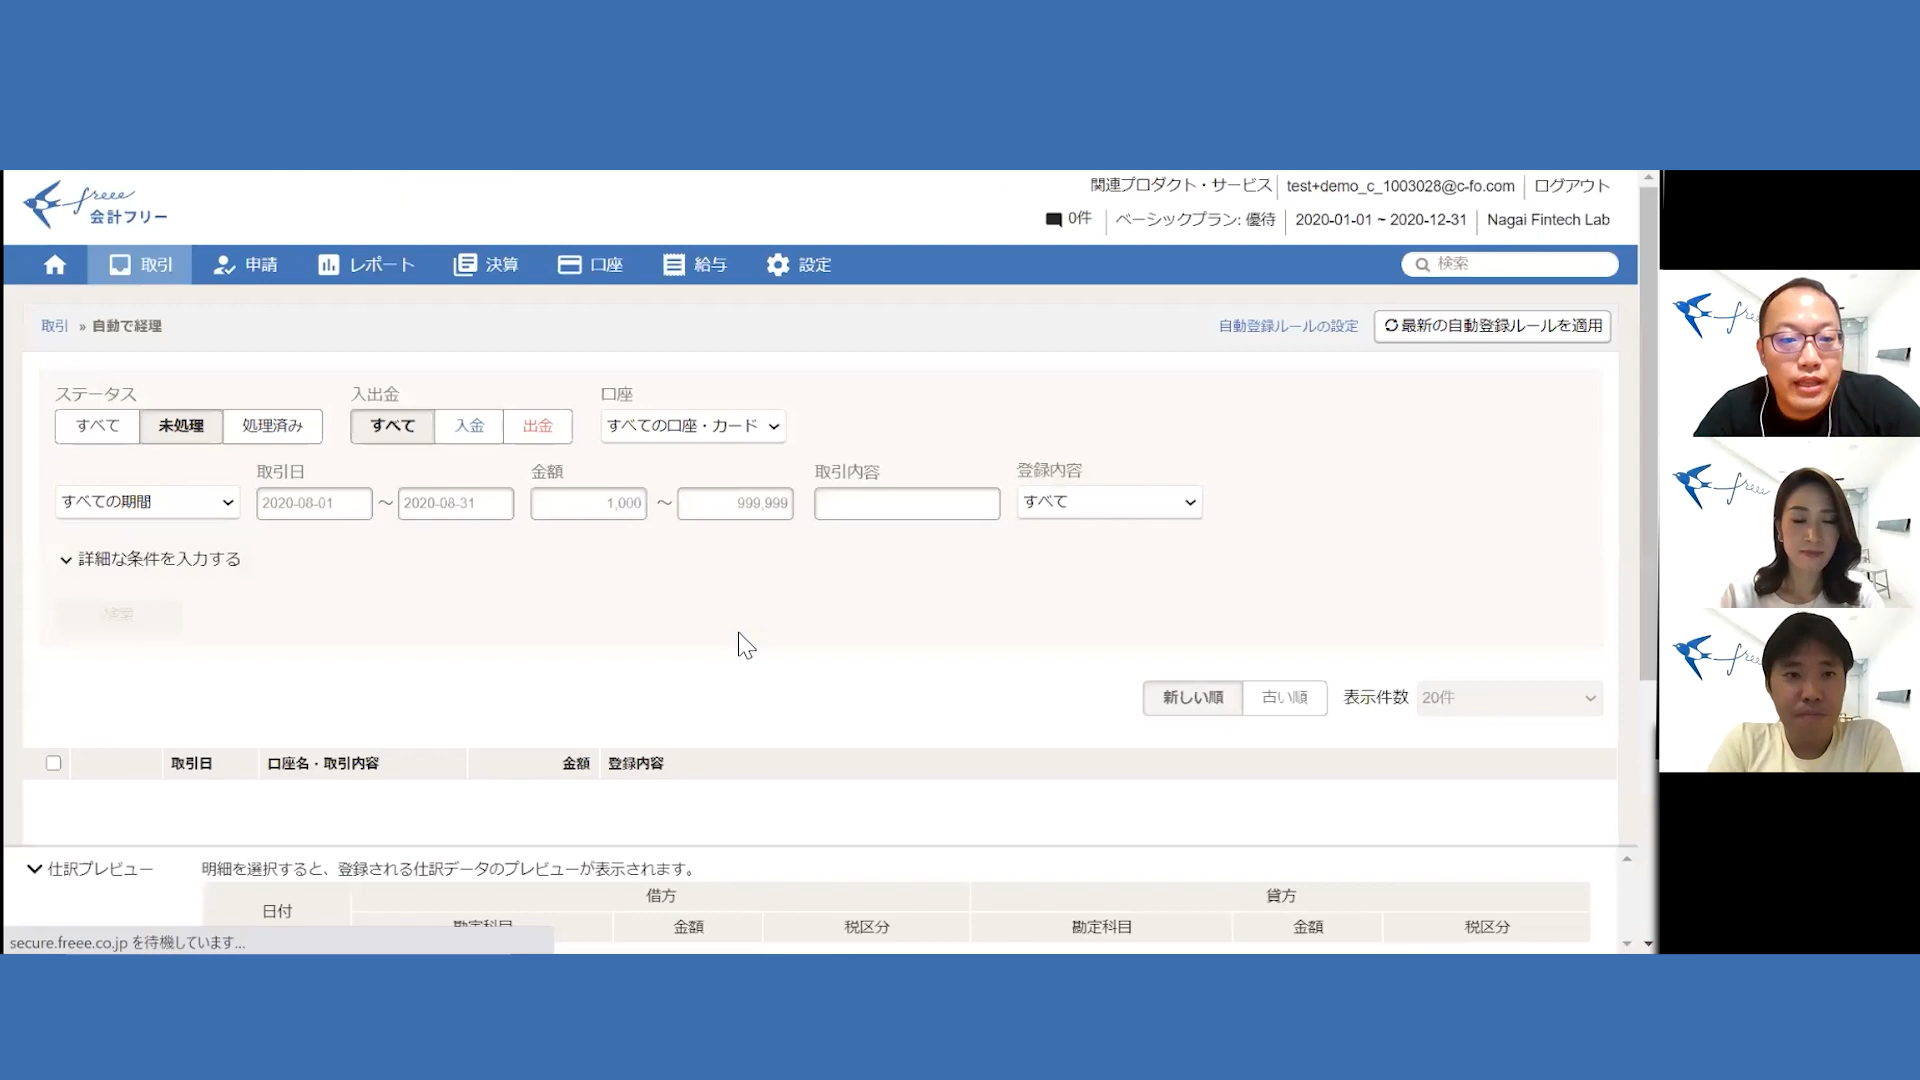 freee
会計フリー
関連プロダクト・サービス test+demo_c_1003028@c-fo.com ログアウト
0件 ベーシックプラン: 優待 2020-01-01 ~ 2020-12-31 Nagai Fintech Lab
取引 申請 レポート 決算 口座 給与 設定 検索
取引 » 自動で経理 自動登録ルールの設定 最新の自動登録ルールを適用
ステータス 入出金 口座
すべて 未処理 処理済み すべて 入金 出金 すべての口座・カード
取引日 金額 取引内容 登録内容
すべての期間 2020-08-01 ～ 2020-08-31 1,000 ～ 999,999 すべて
詳細な条件を入力する
検索
新しい順 古い順 表示件数 20件
取引日 口座名・取引内容 金額 登録内容
仕訳プレビュー 明細を選択すると、登録される仕訳データのプレビューが表示されます。
日付 借方 貸方
勘定科目 金額 税区分 勘定科目 金額 税区分
secure.freee.co.jp を待機しています...
freee
freee
freee